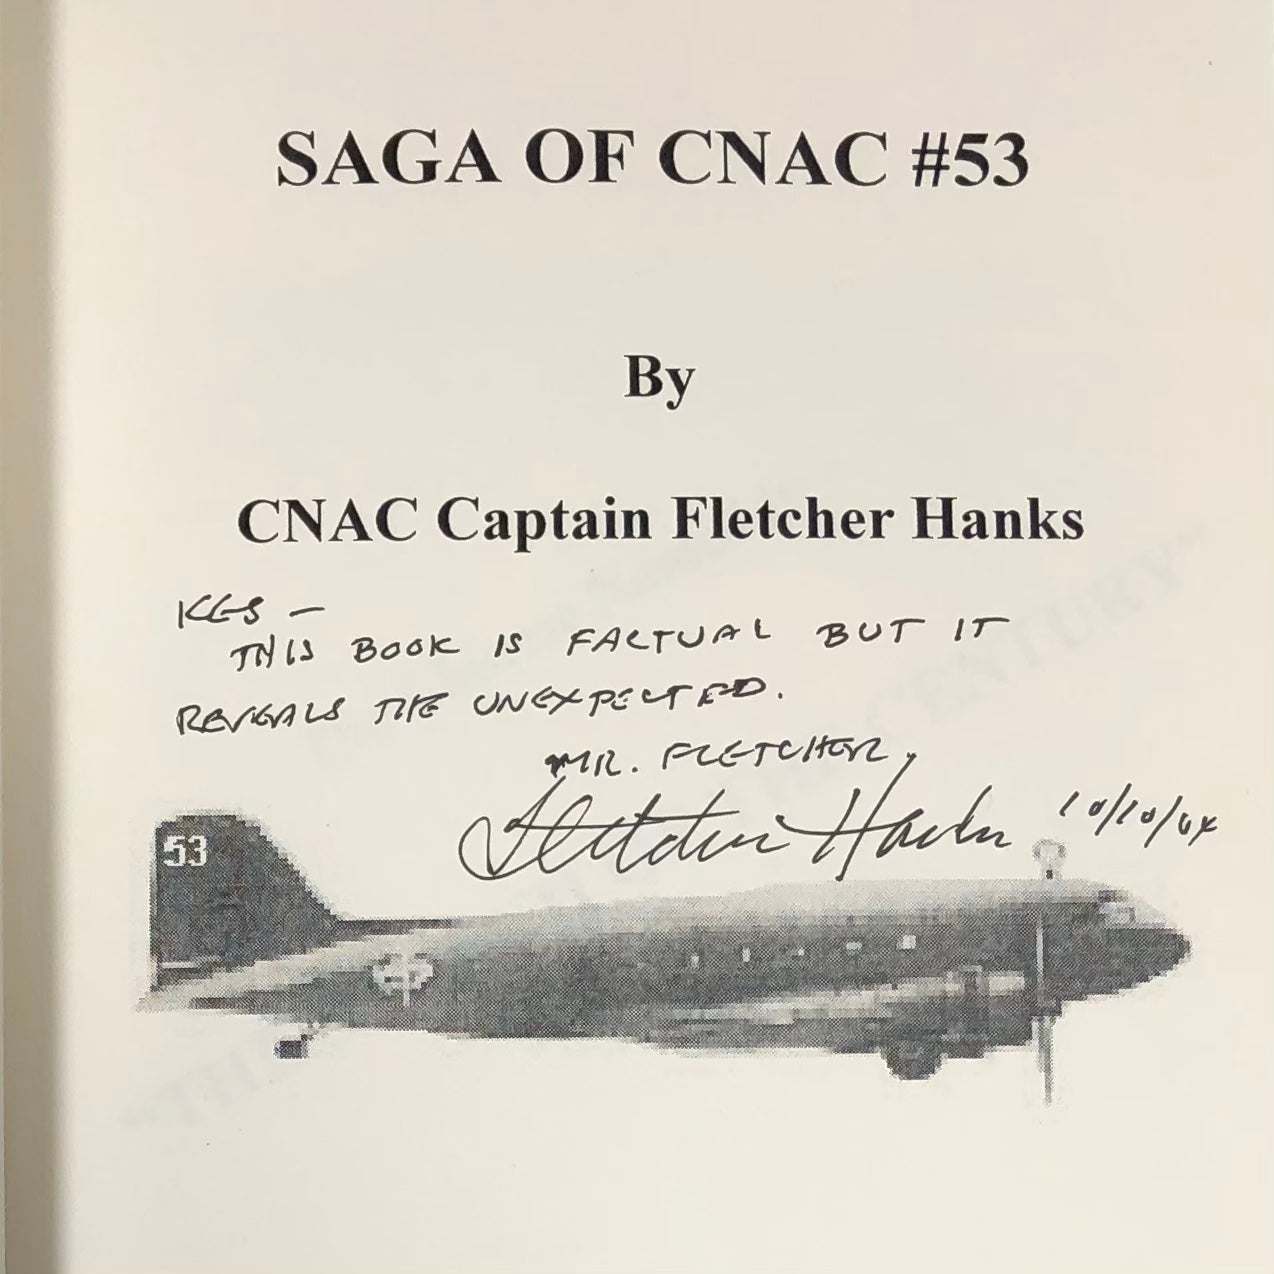 SAGA OF CNAC #53
By
CNAC Captain Fletcher Hanks
KGS —
THIS BOOK IS FACTUAL BUT IT
REVEALS THE UNEXPECTED.
MR. FLETCHER,
Fletcher Hanks 10/10/04
53